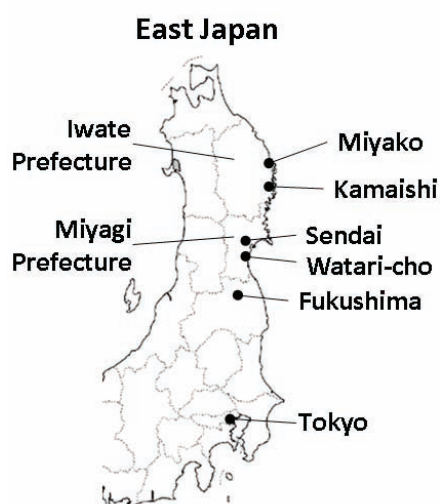 East Japan
Iwate
Prefecture
Miyako
Kamaishi
Miyagi
Prefecture
Sendai
Watari-cho
Fukushima
Tokyo